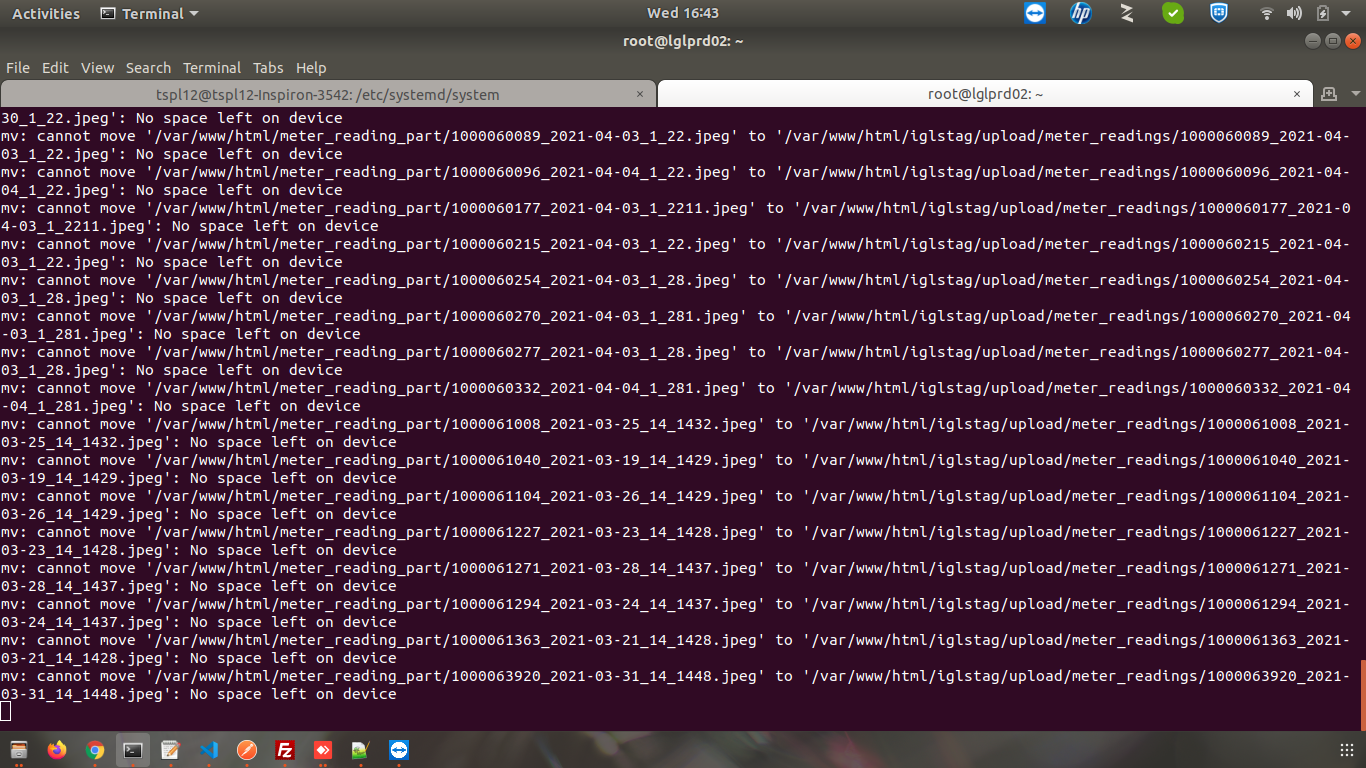 Activities Terminal Wed 16:43
root@lglprd02: ~
File Edit View Search Terminal Tabs Help
tspl12@tspl12-Inspiron-3542: /etc/systemd/system × root@lglprd02: ~ ×
30_1_22.jpeg': No space left on device
mv: cannot move '/var/www/html/meter_reading_part/1000060089_2021-04-03_1_22.jpeg' to '/var/www/html/iglstag/upload/meter_readings/1000060089_2021-04-
03_1_22.jpeg': No space left on device
mv: cannot move '/var/www/html/meter_reading_part/1000060096_2021-04-04_1_22.jpeg' to '/var/www/html/iglstag/upload/meter_readings/1000060096_2021-04-
04_1_22.jpeg': No space left on device
mv: cannot move '/var/www/html/meter_reading_part/1000060177_2021-04-03_1_2211.jpeg' to '/var/www/html/iglstag/upload/meter_readings/1000060177_2021-0
4-03_1_2211.jpeg': No space left on device
mv: cannot move '/var/www/html/meter_reading_part/1000060215_2021-04-03_1_22.jpeg' to '/var/www/html/iglstag/upload/meter_readings/1000060215_2021-04-
03_1_22.jpeg': No space left on device
mv: cannot move '/var/www/html/meter_reading_part/1000060254_2021-04-03_1_28.jpeg' to '/var/www/html/iglstag/upload/meter_readings/1000060254_2021-04-
03_1_28.jpeg': No space left on device
mv: cannot move '/var/www/html/meter_reading_part/1000060270_2021-04-03_1_281.jpeg' to '/var/www/html/iglstag/upload/meter_readings/1000060270_2021-04
-03_1_281.jpeg': No space left on device
mv: cannot move '/var/www/html/meter_reading_part/1000060277_2021-04-03_1_28.jpeg' to '/var/www/html/iglstag/upload/meter_readings/1000060277_2021-04-
03_1_28.jpeg': No space left on device
mv: cannot move '/var/www/html/meter_reading_part/1000060332_2021-04-04_1_281.jpeg' to '/var/www/html/iglstag/upload/meter_readings/1000060332_2021-04
-04_1_281.jpeg': No space left on device
mv: cannot move '/var/www/html/meter_reading_part/1000061008_2021-03-25_14_1432.jpeg' to '/var/www/html/iglstag/upload/meter_readings/1000061008_2021-
03-25_14_1432.jpeg': No space left on device
mv: cannot move '/var/www/html/meter_reading_part/1000061040_2021-03-19_14_1429.jpeg' to '/var/www/html/iglstag/upload/meter_readings/1000061040_2021-
03-19_14_1429.jpeg': No space left on device
mv: cannot move '/var/www/html/meter_reading_part/1000061104_2021-03-26_14_1429.jpeg' to '/var/www/html/iglstag/upload/meter_readings/1000061104_2021-
03-26_14_1429.jpeg': No space left on device
mv: cannot move '/var/www/html/meter_reading_part/1000061227_2021-03-23_14_1428.jpeg' to '/var/www/html/iglstag/upload/meter_readings/1000061227_2021-
03-23_14_1428.jpeg': No space left on device
mv: cannot move '/var/www/html/meter_reading_part/1000061271_2021-03-28_14_1437.jpeg' to '/var/www/html/iglstag/upload/meter_readings/1000061271_2021-
03-28_14_1437.jpeg': No space left on device
mv: cannot move '/var/www/html/meter_reading_part/1000061294_2021-03-24_14_1437.jpeg' to '/var/www/html/iglstag/upload/meter_readings/1000061294_2021-
03-24_14_1437.jpeg': No space left on device
mv: cannot move '/var/www/html/meter_reading_part/1000061363_2021-03-21_14_1428.jpeg' to '/var/www/html/iglstag/upload/meter_readings/1000061363_2021-
03-21_14_1428.jpeg': No space left on device
mv: cannot move '/var/www/html/meter_reading_part/1000063920_2021-03-31_14_1448.jpeg' to '/var/www/html/iglstag/upload/meter_readings/1000063920_2021-
03-31_14_1448.jpeg': No space left on device